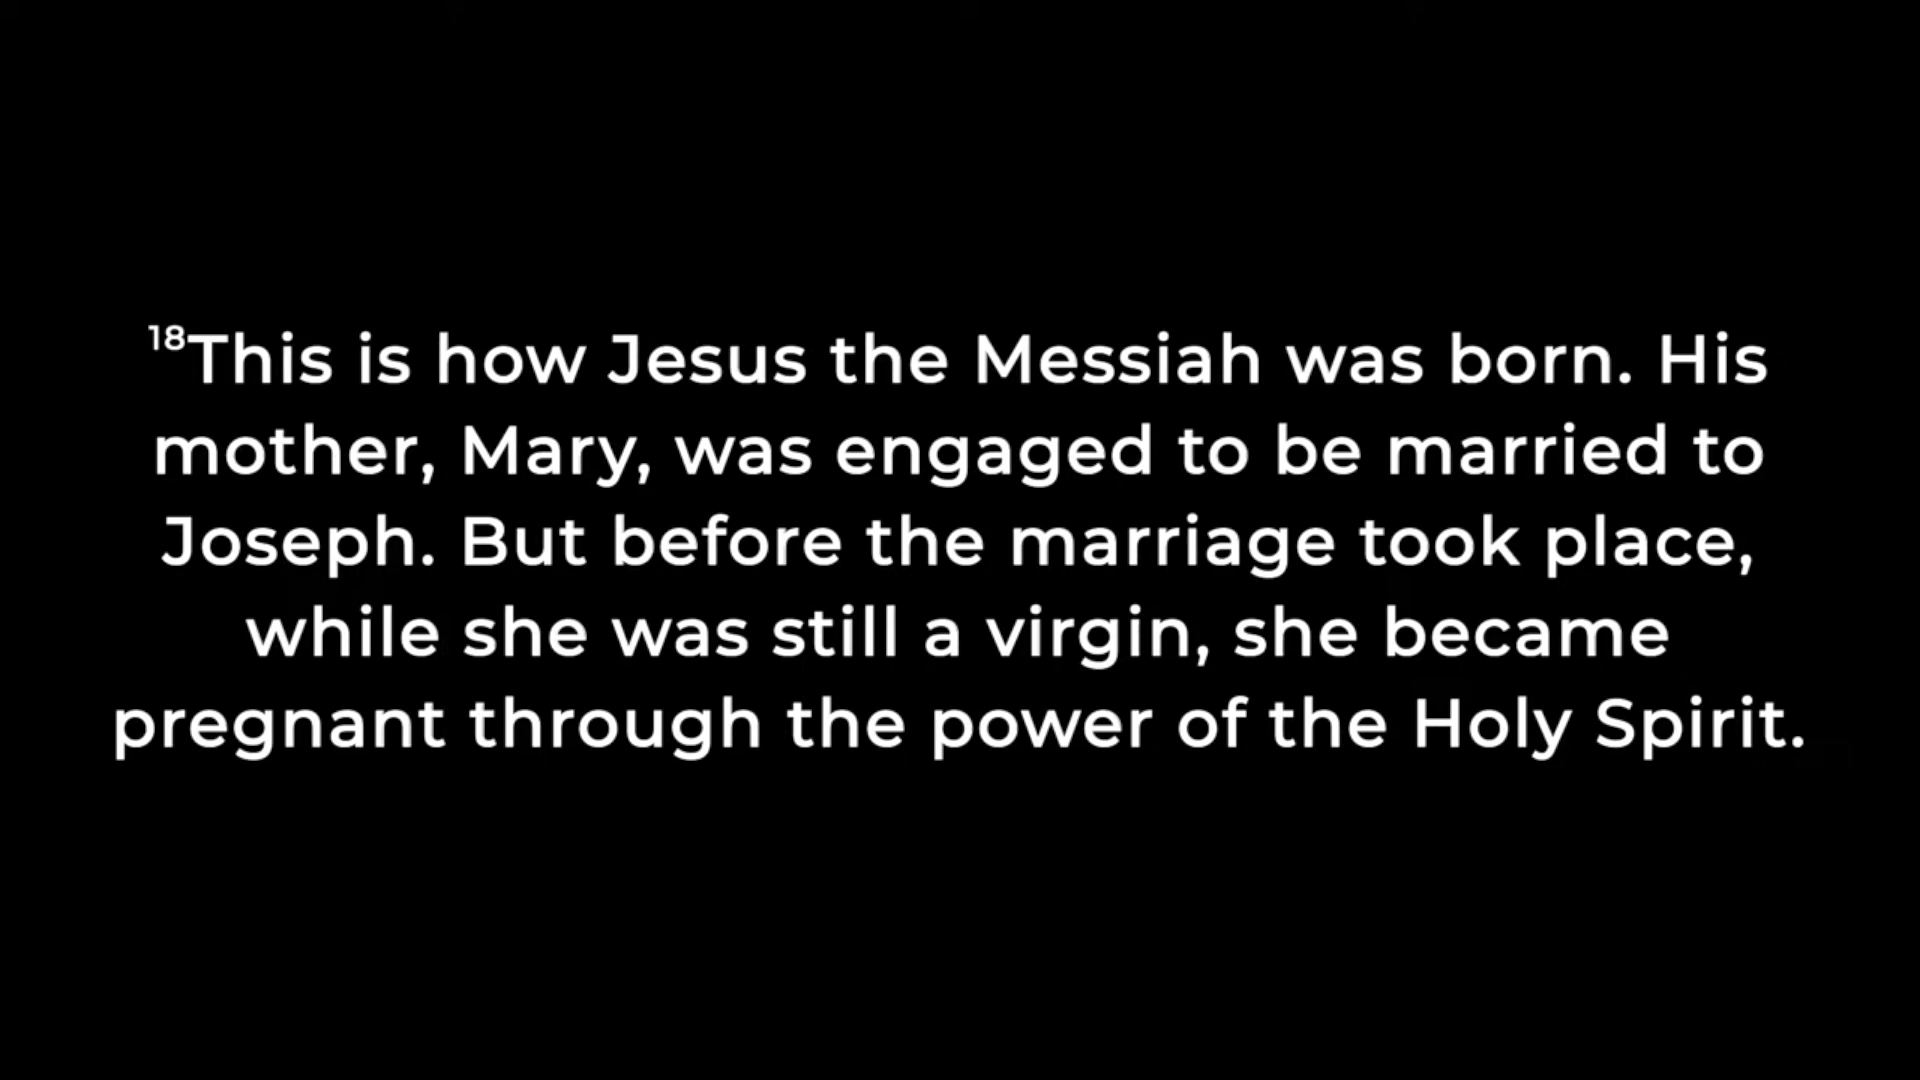 ¹⁸This is how Jesus the Messiah was born. His
mother, Mary, was engaged to be married to
Joseph. But before the marriage took place,
while she was still a virgin, she became
pregnant through the power of the Holy Spirit.